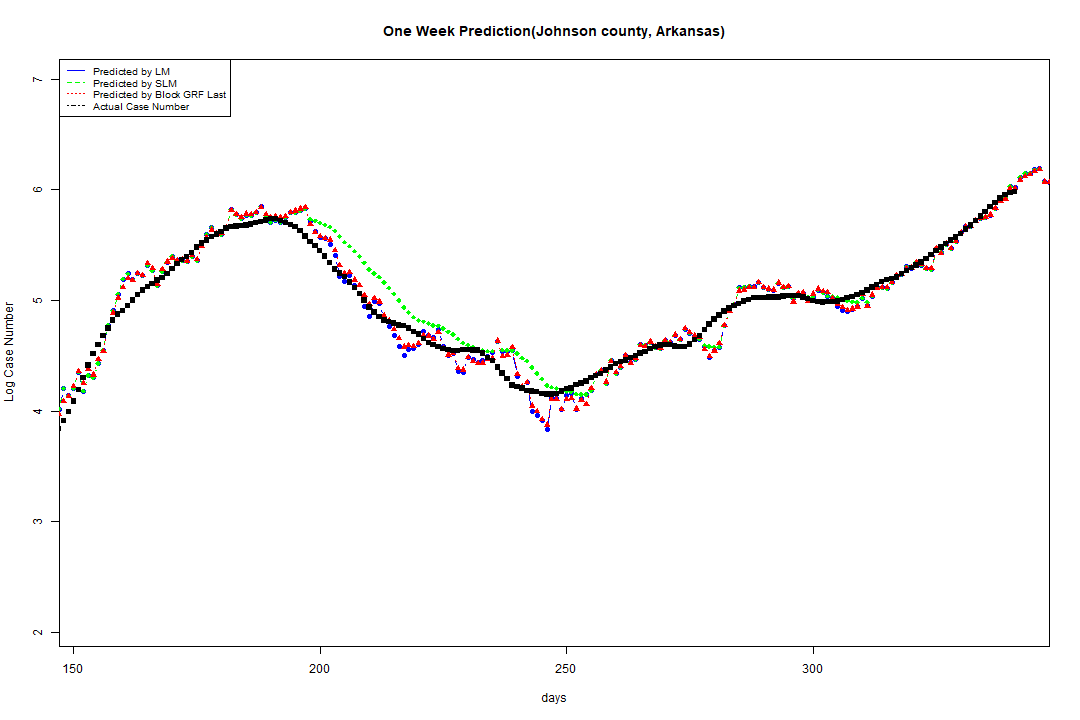 One Week Prediction(Johnson county, Arkansas)
Predicted by LM
Predicted by SLM
Predicted by Block GRF Last
Actual Case Number
7
6
5
4
3
2
Log Case Number
150 200 250 300
days